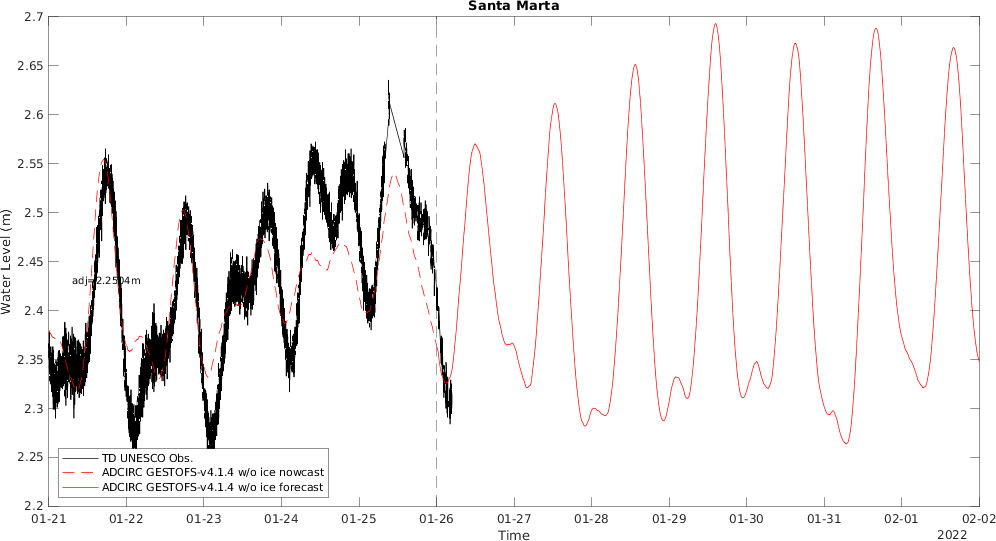 Santa Marta
2.7
2.65
2.6
2.55
2.5
2.45
2.4
2.35
2.3
2.25
2.2
Water Level (m)
adj=2.2504m
TD UNESCO Obs.
ADCIRC GESTOFS-v4.1.4 w/o ice nowcast
ADCIRC GESTOFS-v4.1.4 w/o ice forecast
01-21 01-22 01-23 01-24 01-25 01-26 01-27 01-28 01-29 01-30 01-31 02-01 02-02
Time
2022